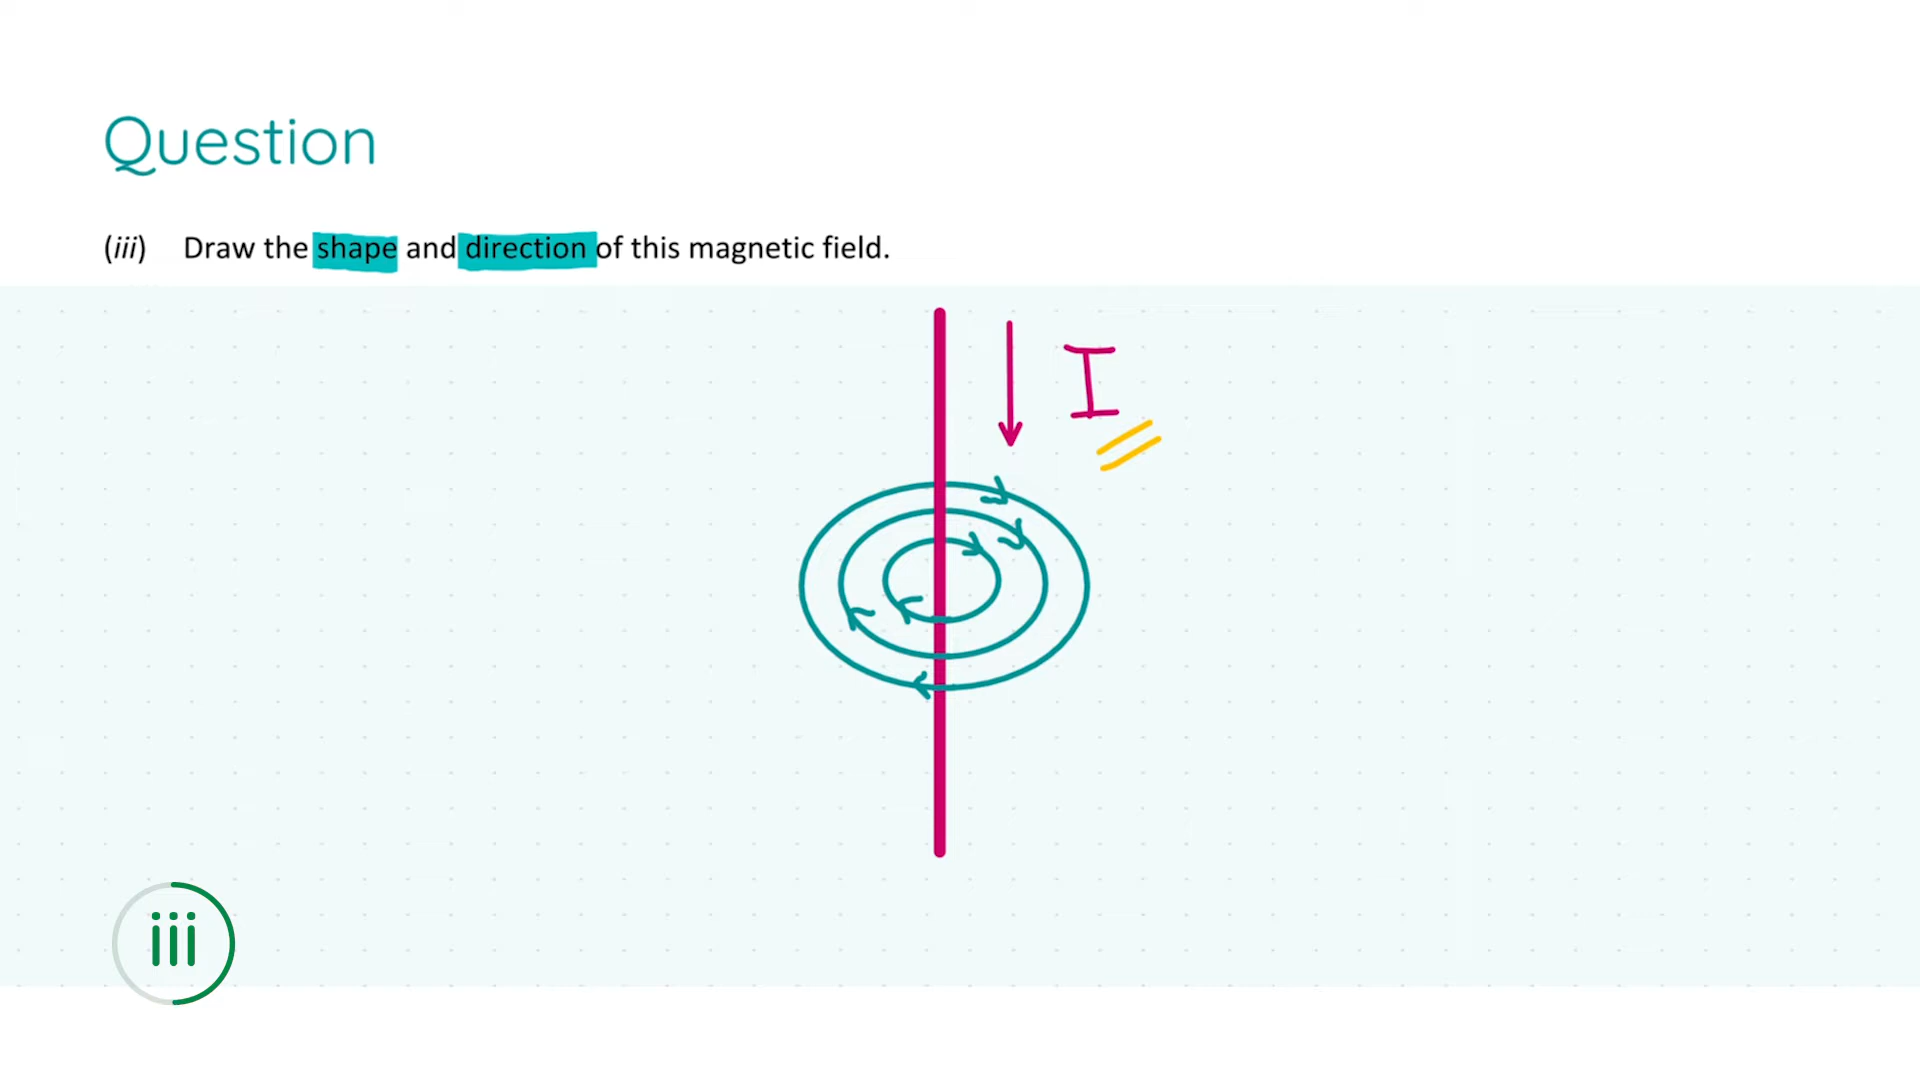 Question
(iii) Draw the shape and direction of this magnetic field.
I
iii